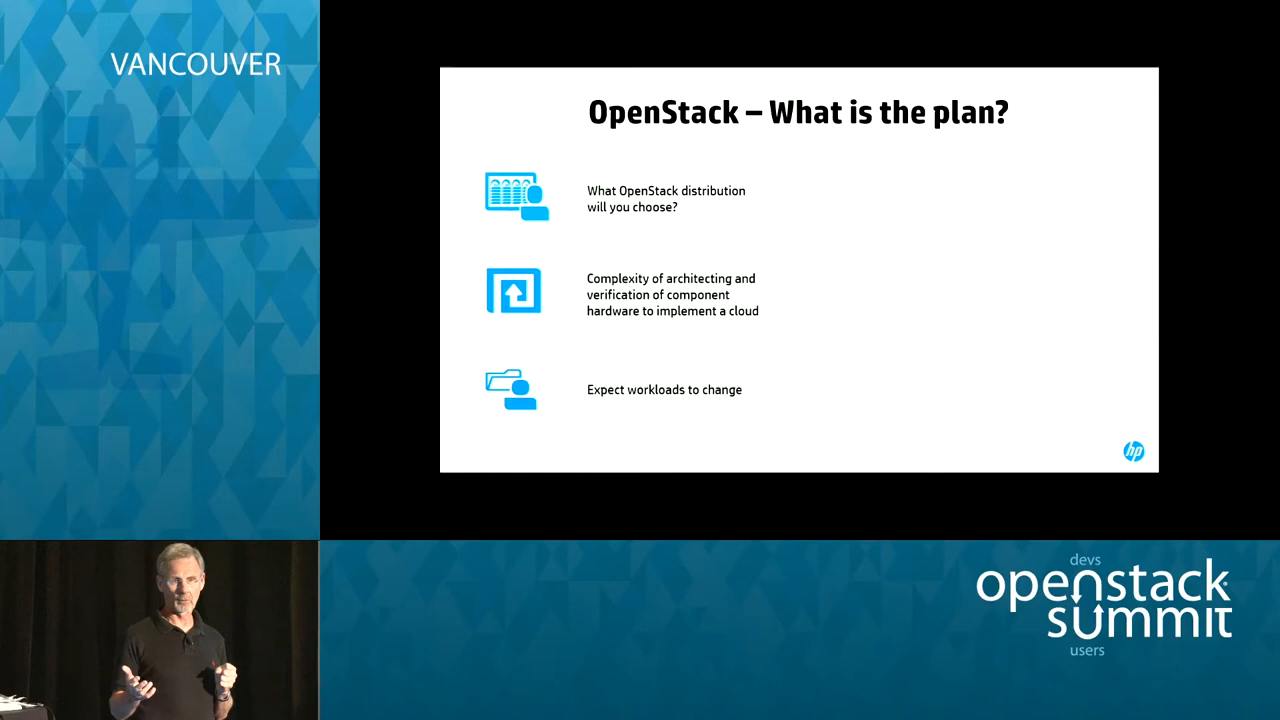 VANCOUVER
OpenStack – What is the plan?
What OpenStack distribution
will you choose?
Complexity of architecting and
verification of component
hardware to implement a cloud
Expect workloads to change
hp
devs
openstack
summit
users